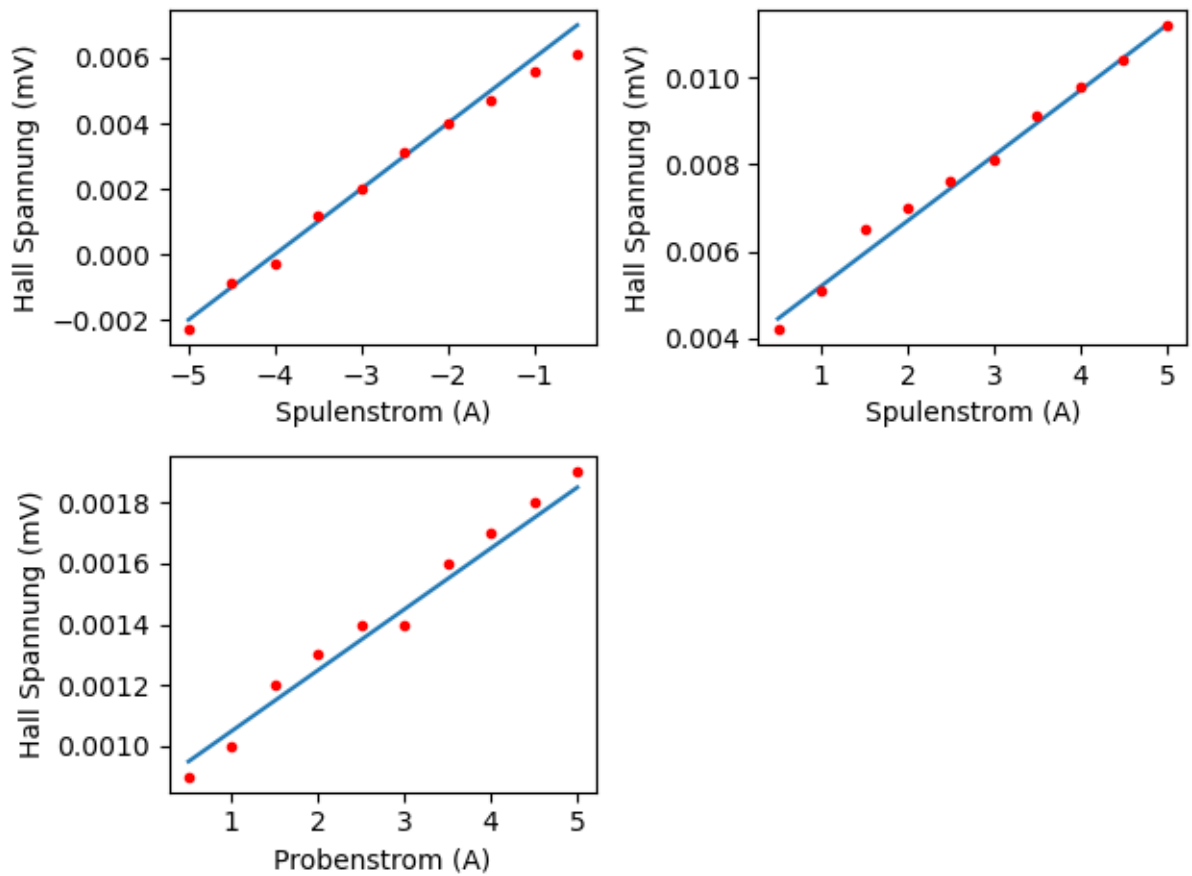 Hall Spannung (mV)
0.006
0.004
0.002
0.000
−0.002
−5 −4 −3 −2 −1
Spulenstrom (A)
Hall Spannung (mV)
0.010
0.008
0.006
0.004
1 2 3 4 5
Spulenstrom (A)
Hall Spannung (mV)
0.0018
0.0016
0.0014
0.0012
0.0010
1 2 3 4 5
Probenstrom (A)